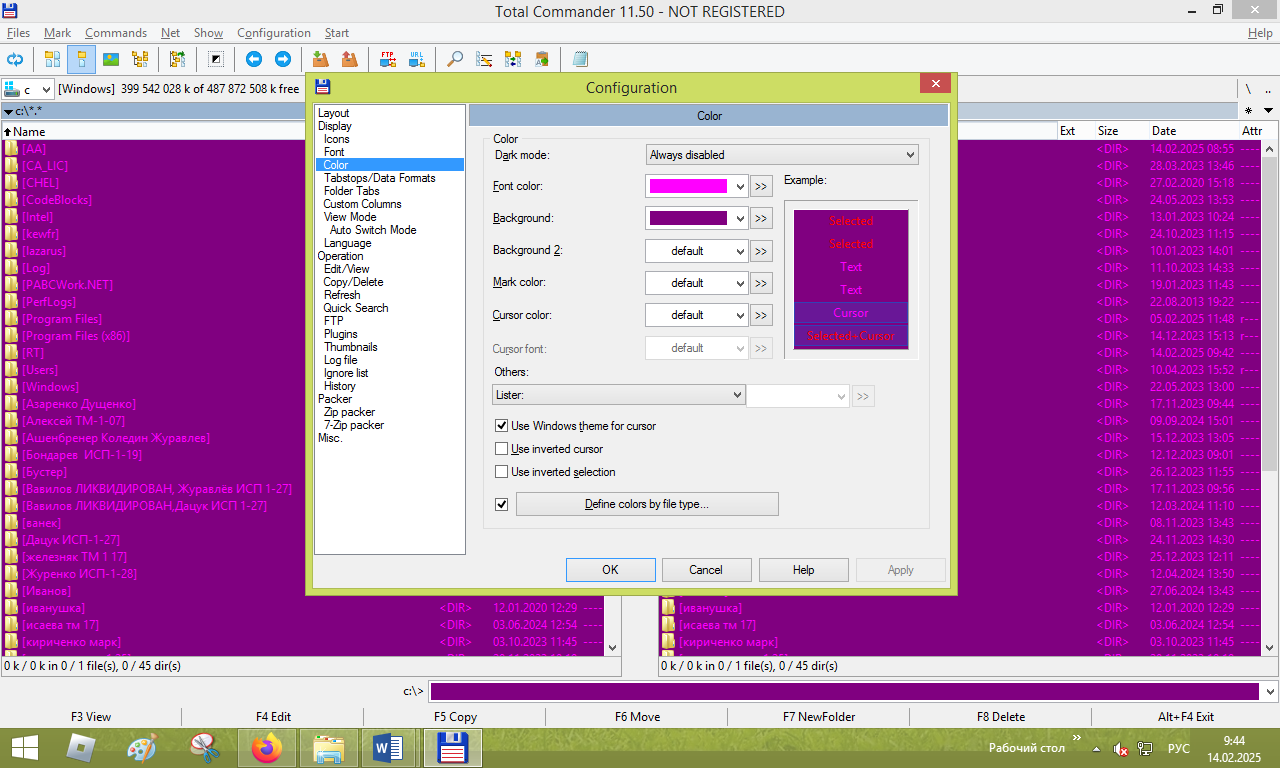 Total Commander 11.50 - NOT REGISTERED
Files Mark Commands Net Show Configuration Start Help
FTP URL
c [Windows] 399 542 028 k of 487 872 508 k free \ ..
c:\*.* * 
Name Ext Size Date Attr
[AA] <DIR> 14.02.2025 08:55 ----
[CA_LIC] <DIR> 28.03.2023 13:46 ----
[CHEL] <DIR> 27.02.2020 15:18 ----
[CodeBlocks] <DIR> 24.05.2023 13:53 ----
[Intel] <DIR> 13.01.2023 10:24 ----
[kewfr] <DIR> 24.10.2023 11:15 ----
[lazarus] <DIR> 10.01.2023 14:01 ----
[Log] <DIR> 11.10.2023 14:33 ----
[PABCWork.NET] <DIR> 19.01.2023 11:43 ----
[PerfLogs] <DIR> 22.08.2013 19:22 ----
[Program Files] <DIR> 05.02.2025 11:48 r---
[Program Files (x86)] <DIR> 14.12.2023 15:13 r---
[RT] <DIR> 14.02.2025 09:42 ----
[Users] <DIR> 10.04.2023 15:52 r---
[Windows] <DIR> 22.05.2023 13:00 ----
[Азаренко Дущенко] <DIR> 17.11.2023 09:44 ----
[Алексей ТМ-1-07] <DIR> 09.09.2024 15:01 ----
[Ашенбренер Коледин Журавлев] <DIR> 15.12.2023 13:05 ----
[Бондарев ИСП-1-19] <DIR> 12.12.2023 09:01 ----
[Бустер] <DIR> 26.12.2023 11:55 ----
[Вавилов ЛИКВИДИРОВАН, Журавлёв ИСП 1-27] <DIR> 17.11.2023 09:56 ----
[Вавилов ЛИКВИДИРОВАН,Дацук ИСП 1-27] <DIR> 12.03.2024 11:10 ----
[ванек] <DIR> 08.11.2023 13:43 ----
[Дацук ИСП-1-27] <DIR> 24.11.2023 14:30 ----
[железняк ТМ 1 17] <DIR> 25.12.2023 12:11 ----
[Журенко ИСП-1-28] <DIR> 12.04.2024 13:50 ----
[Иванов] <DIR> 27.06.2024 13:43 ----
[иванушка] <DIR> 12.01.2020 12:29 ---- [иванушка] <DIR> 12.01.2020 12:29 ----
[исаева тм 17] <DIR> 03.06.2024 12:54 ---- [исаева тм 17] <DIR> 03.06.2024 12:54 ----
[кириченко марк] <DIR> 03.10.2023 11:45 ---- [кириченко марк] <DIR> 03.10.2023 11:45 ----
0 k / 0 k in 0 / 1 file(s), 0 / 45 dir(s) 0 k / 0 k in 0 / 1 file(s), 0 / 45 dir(s)
Configuration
Layout
Display
Icons
Font
Color
Tabstops/Data Formats
Folder Tabs
Custom Columns
View Mode
Auto Switch Mode
Language
Operation
Edit/View
Copy/Delete
Refresh
Quick Search
FTP
Plugins
Thumbnails
Log file
Ignore list
History
Packer
Zip packer
7-Zip packer
Misc.
Color
Color
Dark mode: Always disabled
Font color: >>
Background: >>
Background 2: default >>
Mark color: default >>
Cursor color: default >>
Cursor font: default >>
Example:
Selected
Selected
Text
Text
Cursor
Selected+Cursor
Others:
Lister: >>
Use Windows theme for cursor
Use inverted cursor
Use inverted selection
Define colors by file type...
OK Cancel Help Apply
c:\>
F3 View F4 Edit F5 Copy F6 Move F7 NewFolder F8 Delete Alt+F4 Exit
Рабочий стол » РУС 9:44
14.02.2025